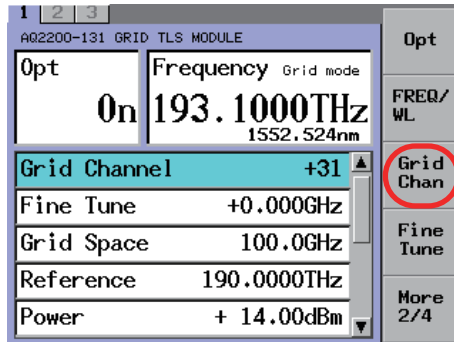 1 2 3
AQ2200-131 GRID TLS MODULE
Opt
On
Frequency Grid mode
193.1000THz
1552.524nm
Grid Channel +31
Fine Tune +0.000GHz
Grid Space 100.0GHz
Reference 190.0000THz
Power + 14.00dBm
Opt
FREQ/
WL
Grid
Chan
Fine
Tune
More
2/4